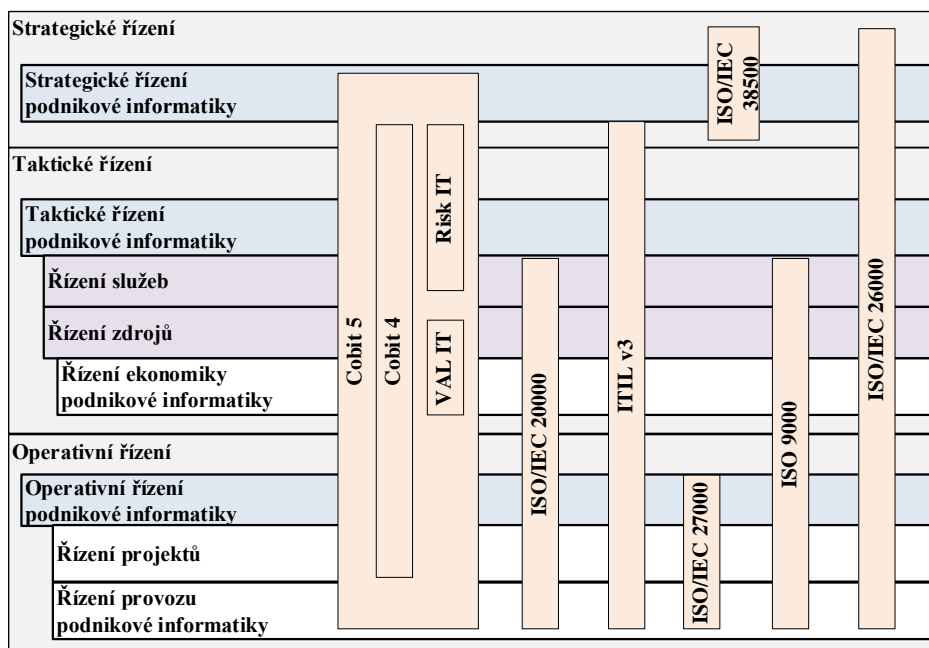 Strategické řízení
Strategické řízení
podnikové informatiky
Taktické řízení
Taktické řízení
podnikové informatiky
Řízení služeb
Řízení zdrojů
Řízení ekonomiky
podnikové informatiky
Operativní řízení
Operativní řízení
podnikové informatiky
Řízení projektů
Řízení provozu
podnikové informatiky
Cobit 5
Cobit 4
Risk IT
VAL IT
ISO/IEC 20000
ITIL v3
ISO/IEC 27000
ISO/IEC
38500
ISO 9000
ISO/IEC 26000